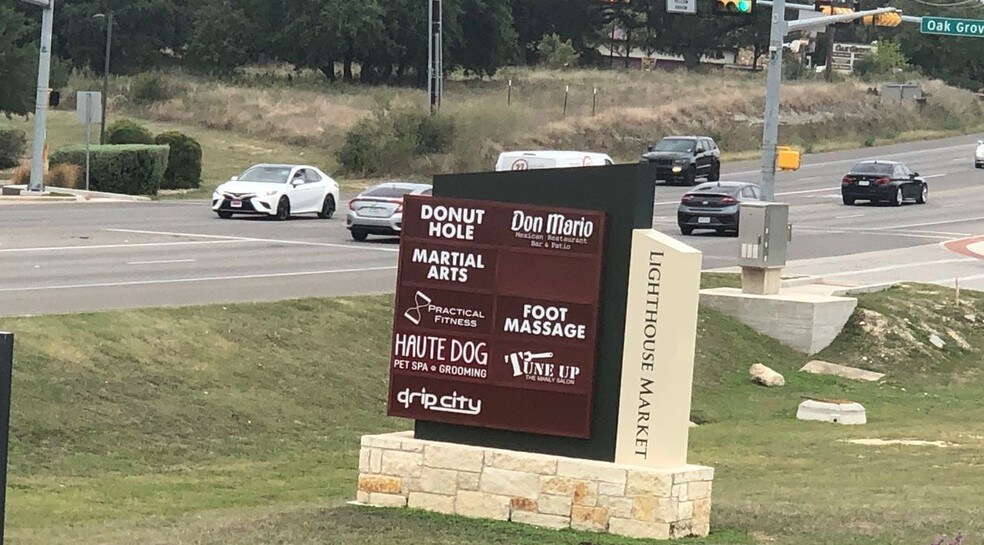 Oak Grov
DONUT
HOLE
Don Mario
Mexican Restaurant
Bar & Patio
MARTIAL
ARTS
PRACTICAL
FITNESS
FOOT
MASSAGE
HAUTE DOG
PET SPA & GROOMING
TUNE UP
THE MANLY SALON
drip city
LIGHTHOUSE MARKET